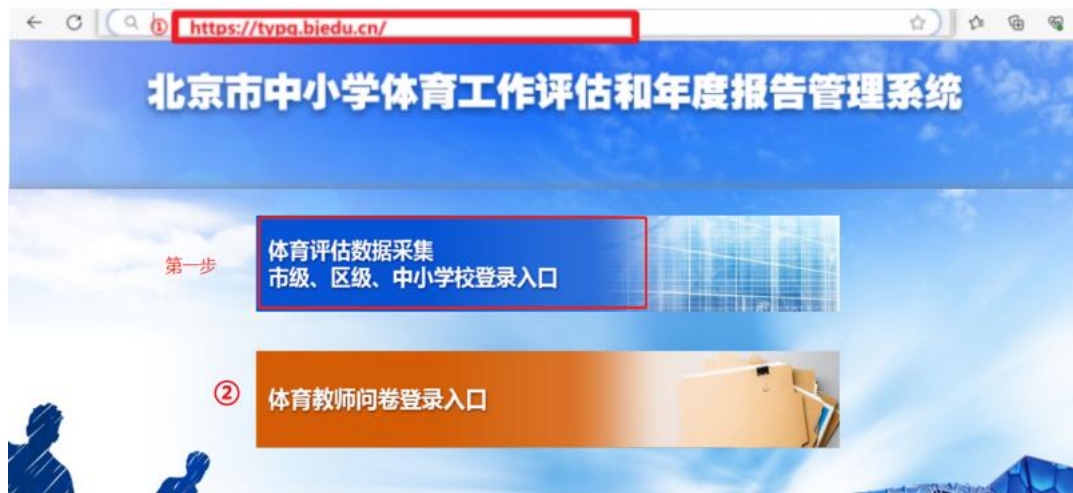 ① https://typg.bjedu.cn/
北京市中小学体育工作评估和年度报告管理系统
第一步
体育评估数据采集
市级、区级、中小学校登录入口
② 体育教师问卷登录入口